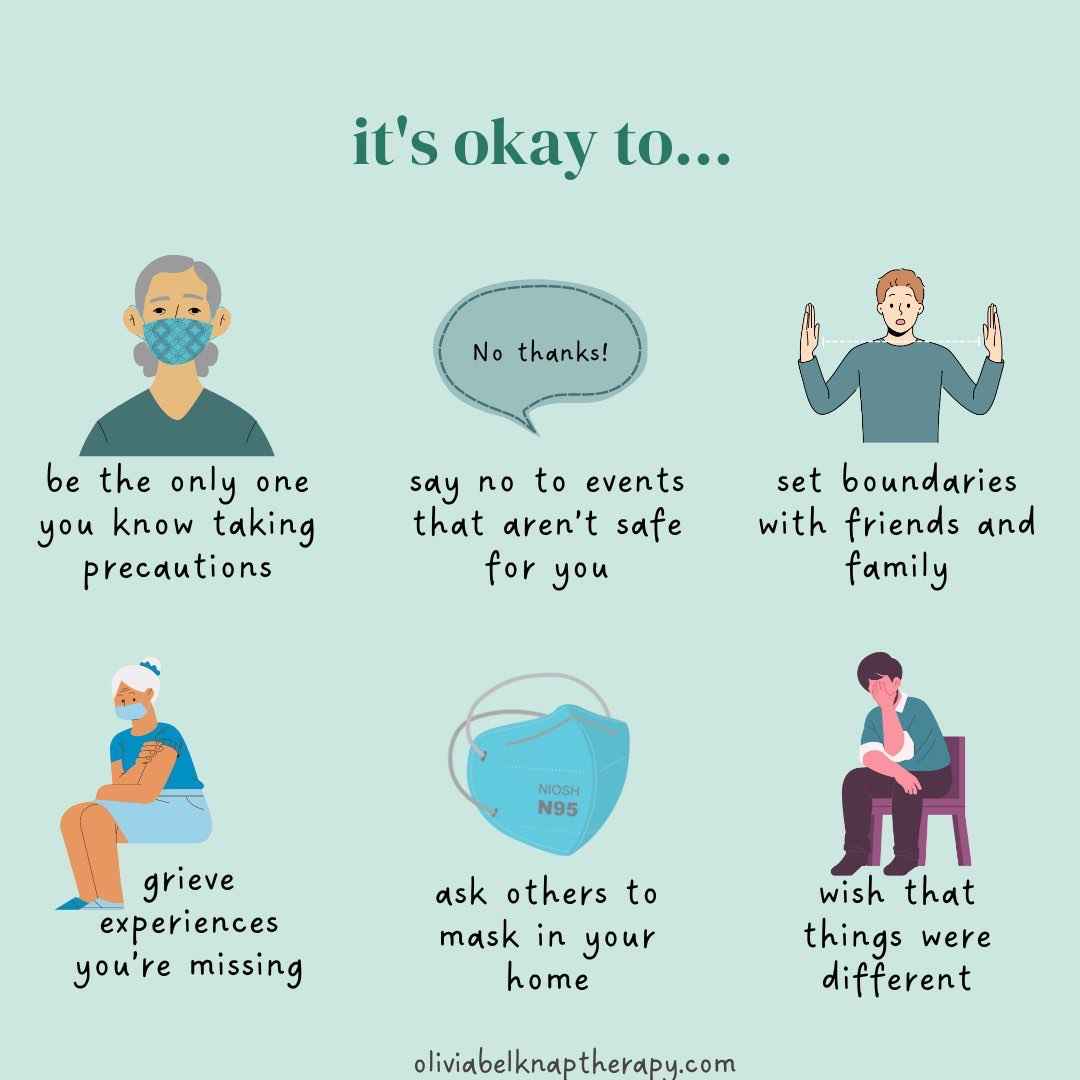 it's okay to...
No thanks!
be the only one
you know taking
precautions
say no to events
that aren't safe
for you
set boundaries
with friends and
family
NIOSH
N95
grieve
experiences
you're missing
ask others to
mask in your
home
wish that
things were
different
oliviabelknaptherapy.com